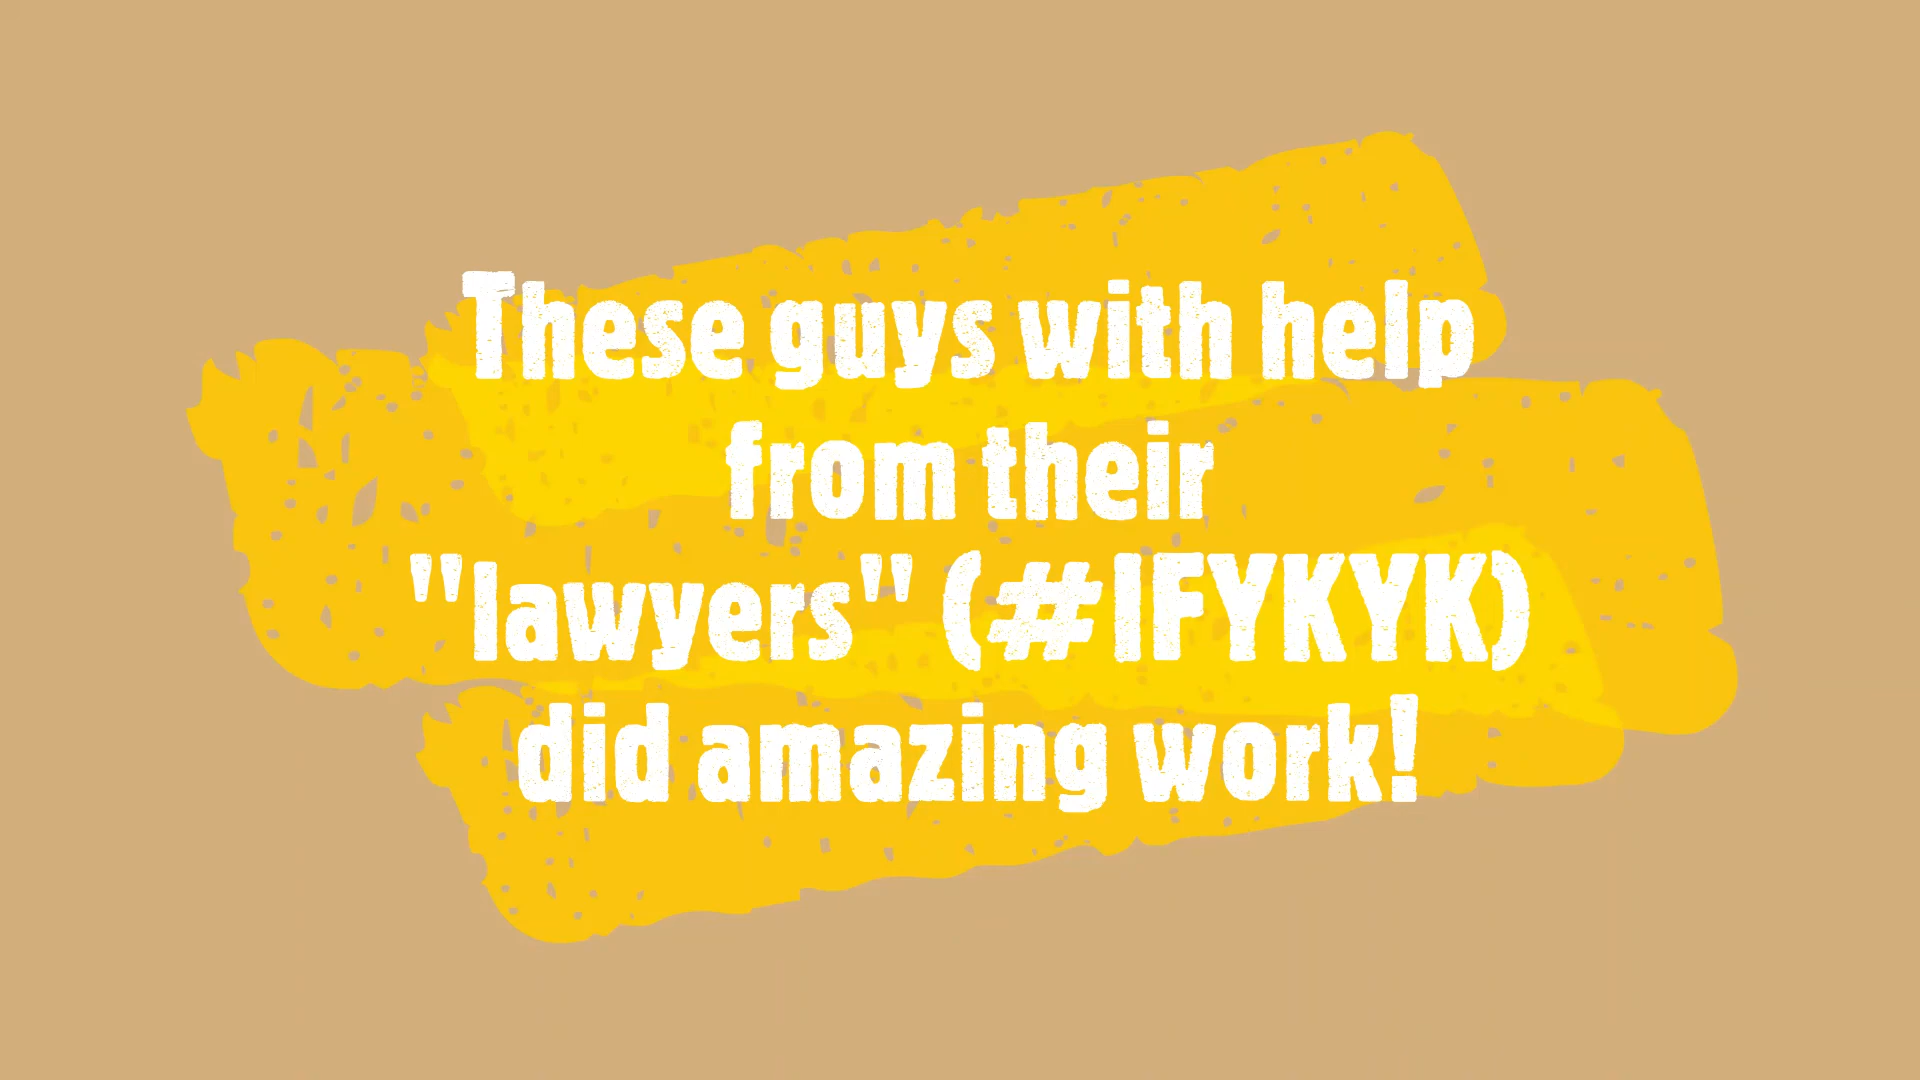 These guys with help
from their
"lawyers" (#IFYKYK)
did amazing work!